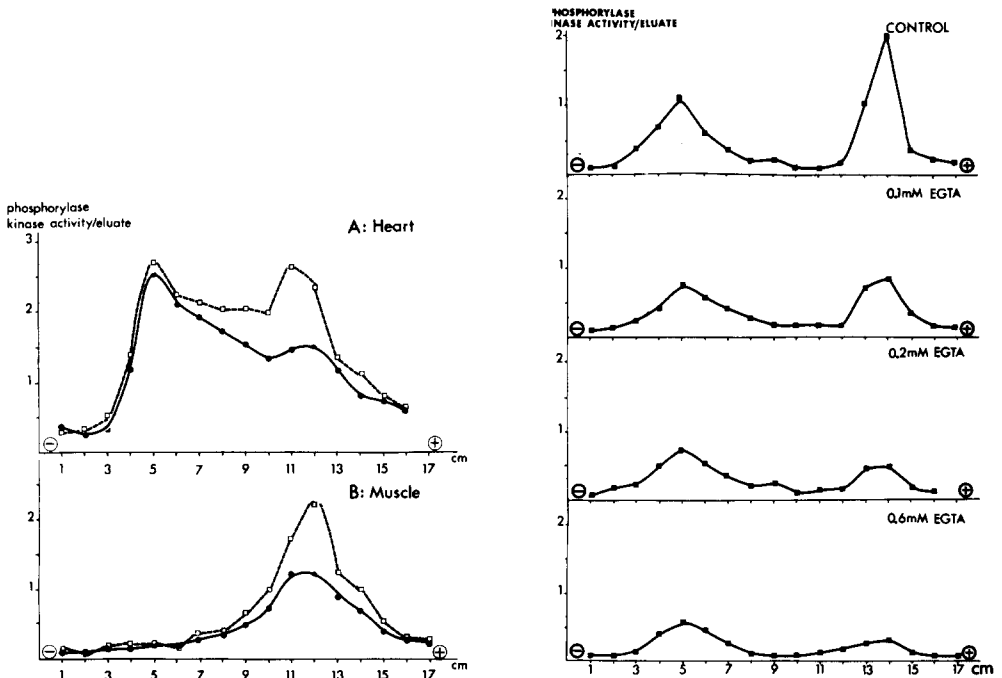 phosphorylase
kinase activity/eluate
A: Heart
3
2
1
⊖
⊕
1 3 5 7 9 11 13 15 17 cm
B: Muscle
2
1
⊖
⊕
1 3 5 7 9 11 13 15 17 cm
PHOSPHORYLASE
INASE ACTIVITY/ELUATE
CONTROL
2
1
⊖
⊕
0.1mM EGTA
2
1
⊖
⊕
0.2mM EGTA
2
1
⊖
⊕
0.6mM EGTA
2
1
⊖
⊕
1 3 5 7 9 11 13 15 17 cm